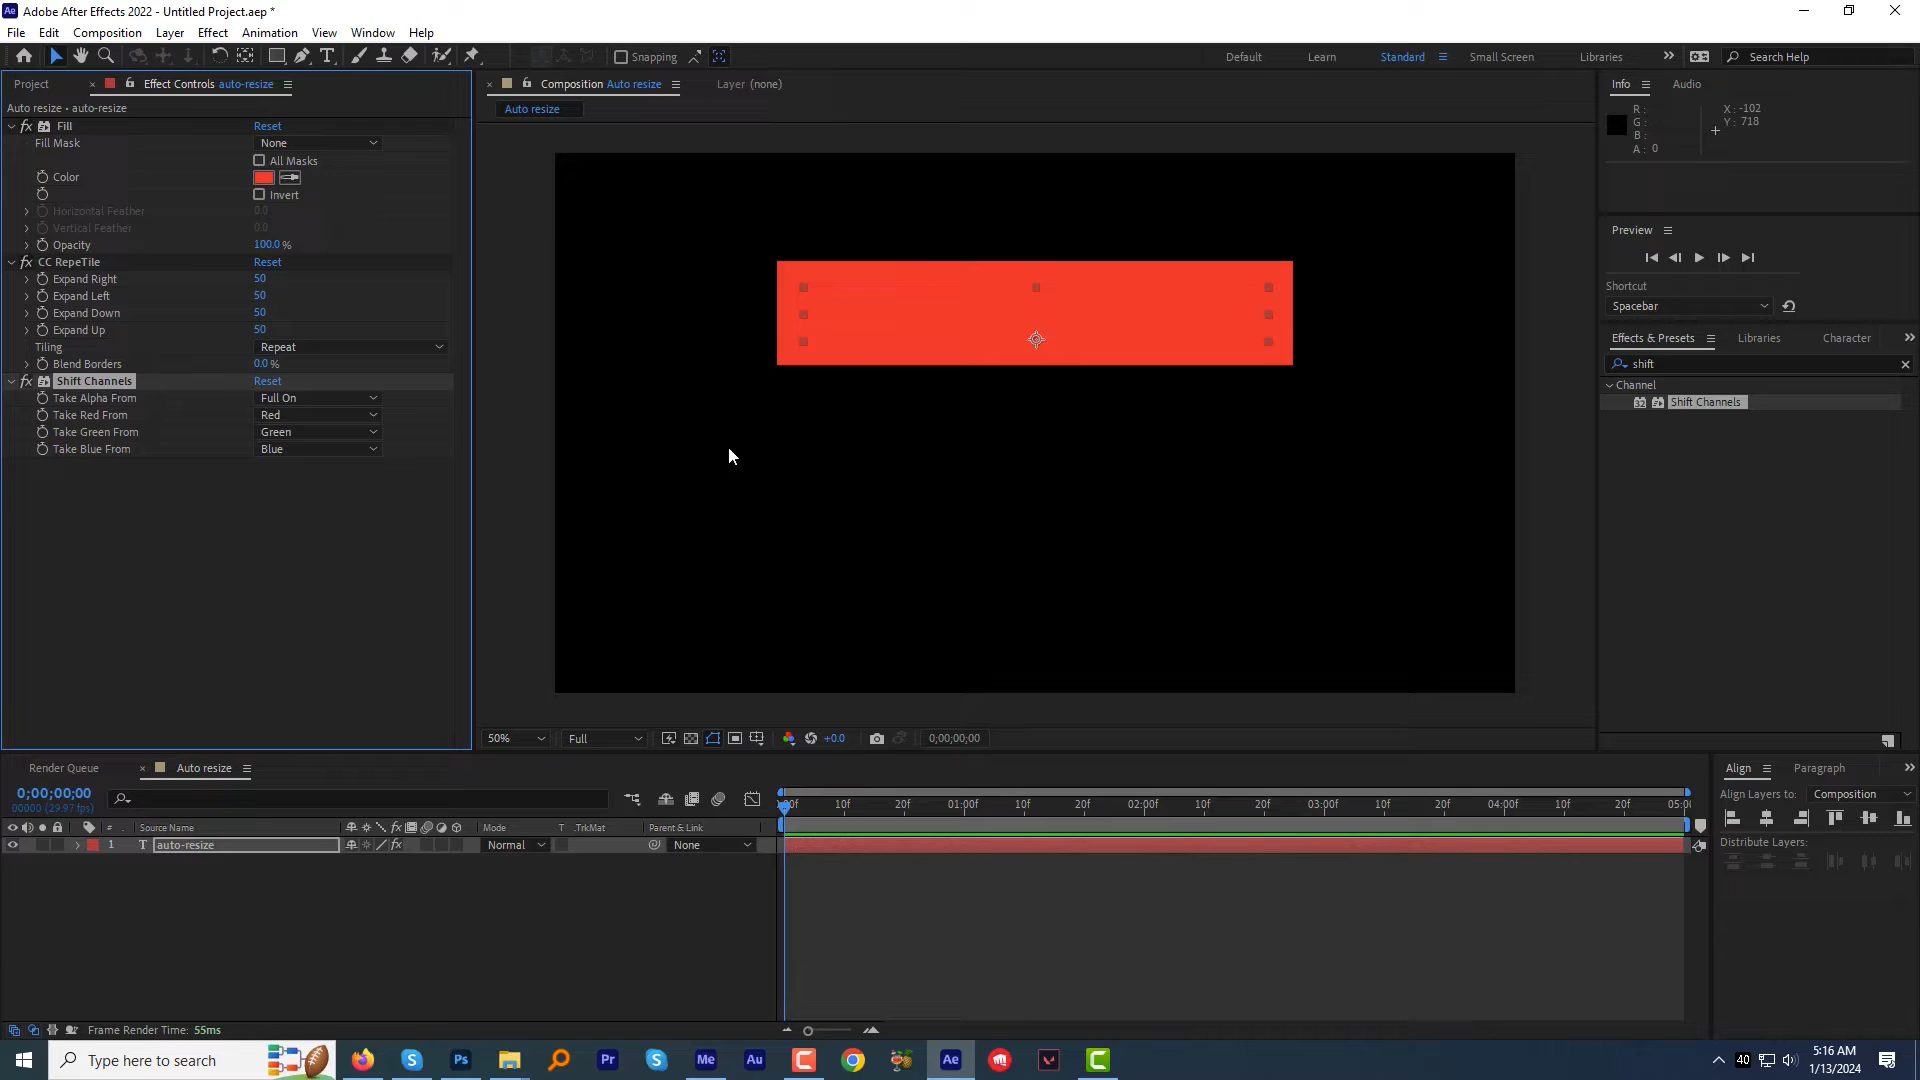 Adobe After Effects 2022 - Untitled Project.aep *
File Edit Composition Layer Effect Animation View Window Help
Snapping Default Learn Standard Small Screen Libraries Search Help
Project Effect Controls auto-resize Composition Auto resize Layer (none) Info Audio
Auto resize • auto-resize
Auto resize
R: X: -102
G: Y: 718
B:
A: 0
Fill Reset
Fill Mask None
All Masks
Color
Invert
Horizontal Feather 0.0
Vertical Feather 0.0
Opacity 100.0 %
CC RepeTile Reset
Expand Right 50
Expand Left 50
Expand Down 50
Expand Up 50
Tiling Repeat
Blend Borders 0.0 %
Shift Channels Reset
Take Alpha From Full On
Take Red From Red
Take Green From Green
Take Blue From Blue
Preview
Shortcut
Spacebar
Effects & Presets Libraries Character
shift
Channel
32 Shift Channels
50% Full +0.0 0;00;00;00
Render Queue Auto resize Align Paragraph
0;00;00;00
00000 (29.97 fps)
Align Layers to: Composition
:00f 10f 20f 01:00f 10f 20f 02:00f 10f 20f 03:00f 10f 20f 04:00f 10f 20f 05:00
# Source Name fx Mode T .TrkMat Parent & Link
1 T auto-resize fx Normal None
Distribute Layers:
Frame Render Time: 55ms
Type here to search
Ps Pr Me Au Ae
40 5:16 AM
1/13/2024